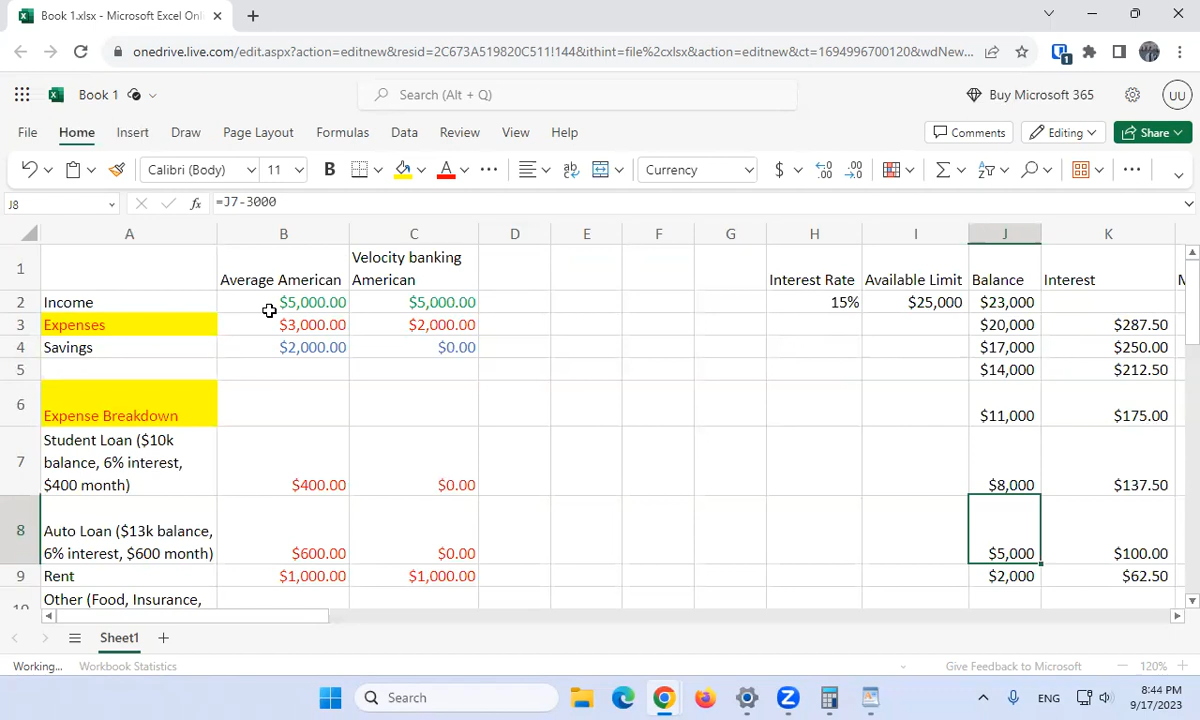 Book 1.xlsx - Microsoft Excel Onli
onedrive.live.com/edit.aspx?action=editnew&resid=2C673A519820C511!144&ithint=file%2cxlsx&action=editnew&ct=1694996700120&wdNew...
1
Book 1
Search (Alt + Q)
Buy Microsoft 365
UU
File Home Insert Draw Page Layout Formulas Data Review View Help
Comments Editing Share
Calibri (Body) 11 B A ab Currency $ .00 .00
J8 fx =J7-3000
A B C D E F G H I J K
1 Average American Velocity banking American Interest Rate Available Limit Balance Interest
2 Income $5,000.00 $5,000.00 15% $25,000 $23,000
3 Expenses $3,000.00 $2,000.00 $20,000 $287.50
4 Savings $2,000.00 $0.00 $17,000 $250.00
5 $14,000 $212.50
6 Expense Breakdown $11,000 $175.00
Student Loan ($10k
7 balance, 6% interest,
$400 month) $400.00 $0.00 $8,000 $137.50
8 Auto Loan ($13k balance,
6% interest, $600 month) $600.00 $0.00 $5,000 $100.00
9 Rent $1,000.00 $1,000.00 $2,000 $62.50
10 Other (Food, Insurance,
Sheet1
Working... Workbook Statistics Give Feedback to Microsoft 120%
Search
ENG
8:44 PM
9/17/2023